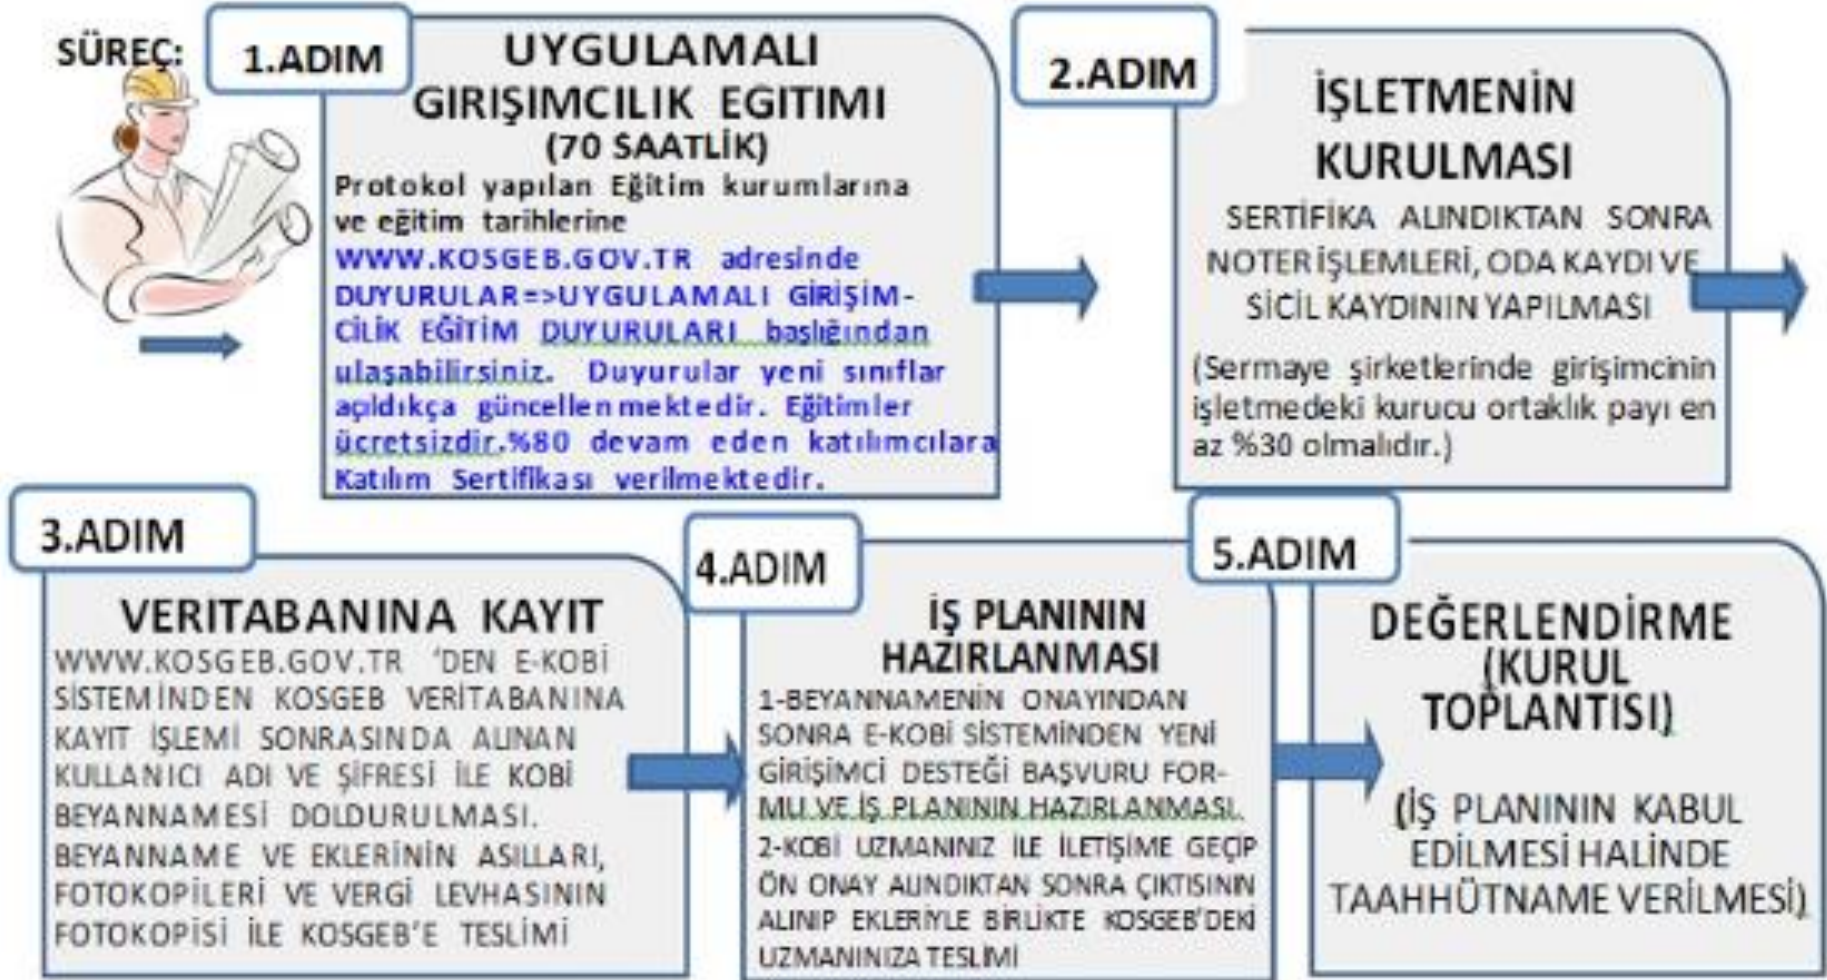 SÜREÇ:
1.ADIM
UYGULAMALI
GIRIŞIMCILIK EGITIMI
(70 SAATLİK)
Protokol yapılan Eğitim kurumlarına
ve eğitim tarihlerine
WWW.KOSGEB.GOV.TR adresinde
DUYURULAR=>UYGULAMALI GİRİŞİM-
CİLİK EĞİTİM DUYURULARI başlığından
ulaşabilirsiniz. Duyurular yeni sınıflar
açıldıkça güncellenmektedir. Eğitimler
ücretsizdir.%80 devam eden katılımcılara
Katılım Sertifikası verilmektedir.
2.ADIM
İŞLETMENİN
KURULMASI
SERTİFİKA ALINDIKTAN SONRA
NOTER İŞLEMLERİ, ODA KAYDI VE
SİCİL KAYDININ YAPILMASI
(Sermaye şirketlerinde girişimcinin
işletmedeki kurucu ortaklık payı en
az %30 olmalıdır.)
3.ADIM
VERITABANINA KAYIT
WWW.KOSGEB.GOV.TR 'DEN E-KOBİ
SİSTEMİNDEN KOSGEB VERİTABANINA
KAYIT İŞLEMİ SONRASINDA ALINAN
KULLANICI ADI VE ŞİFRESİ İLE KOBİ
BEYANNAMESİ DOLDURULMASI.
BEYANNAME VE EKLERİNİN ASILLARI,
FOTOKOPİLERİ VE VERGİ LEVHASININ
FOTOKOPİSİ İLE KOSGEB'E TESLİMİ
4.ADIM
İŞ PLANININ
HAZIRLANMASI
1-BEYANNAMENİN ONAYINDAN
SONRA E-KOBİ SİSTEMİNDEN YENİ
GİRİŞİMCİ DESTEĞİ BAŞVURU FOR-
MU VE İŞ PLANININ HAZIRLANMASI.
2-KOBİ UZMANINIZ İLE İLETİŞİME GEÇİP
ÖN ONAY ALINDIKTAN SONRA ÇIKTISININ
ALINIP EKLERİYLE BİRLİKTE KOSGEB'DEKİ
UZMANINIZA TESLİMİ
5.ADIM
DEĞERLENDİRME
(KURUL
TOPLANTISI)
(İŞ PLANININ KABUL
EDİLMESİ HALİNDE
TAAHHÜTNAME VERİLMESİ)